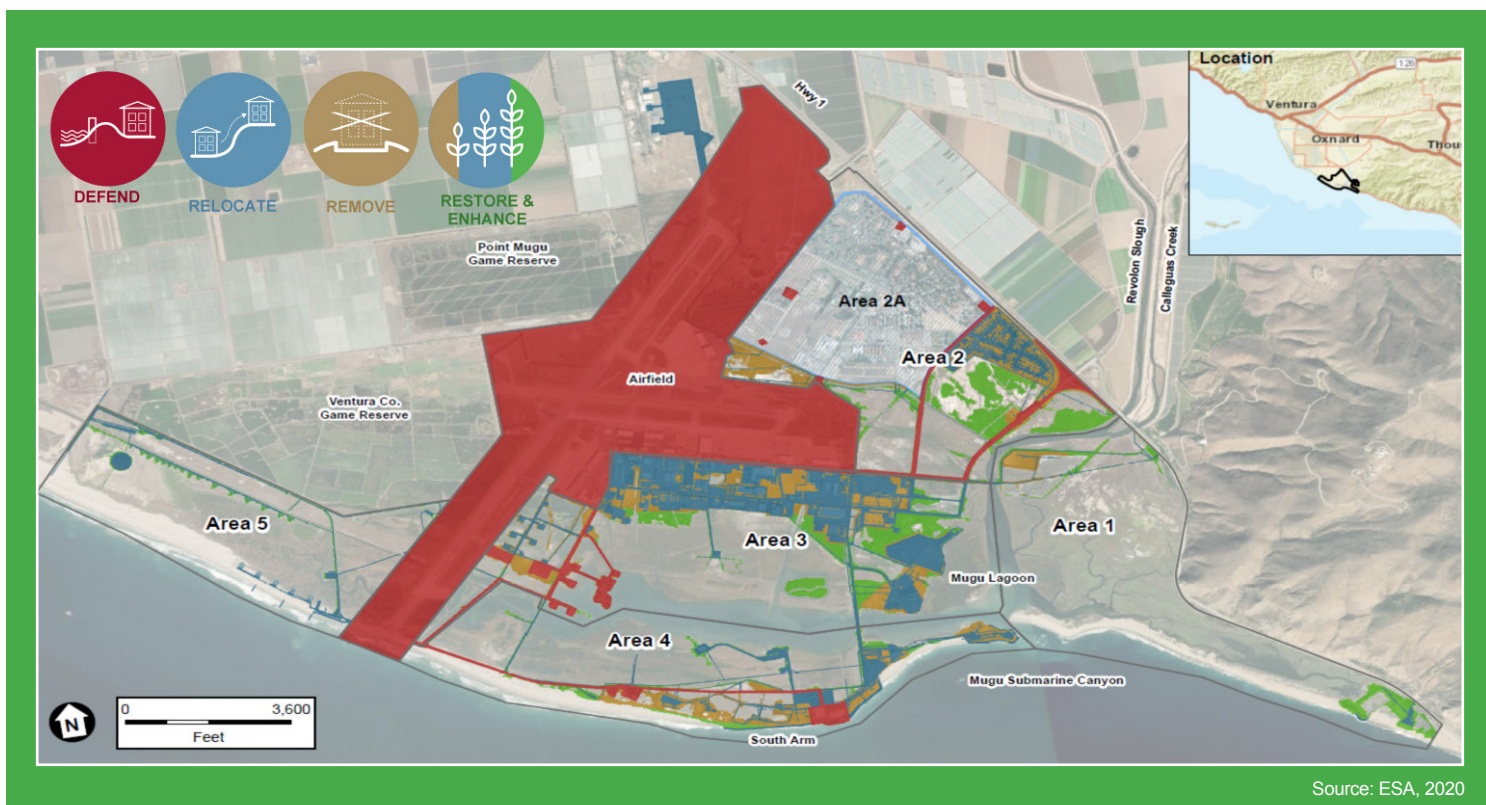 DEFEND
RELOCATE
REMOVE
RESTORE &
ENHANCE
Hwy 1
Location
126
Ventura
Oxnard
Thou
Point Mugu
Game Reserve
Revolon Slough
Calleguas Creek
Area 2A
Area 2
Airfield
Ventura Co.
Game Reserve
Area 5
Area 3
Area 1
Mugu Lagoon
Area 4
Mugu Submarine Canyon
South Arm
N
0 3,600
Feet
Source: ESA, 2020